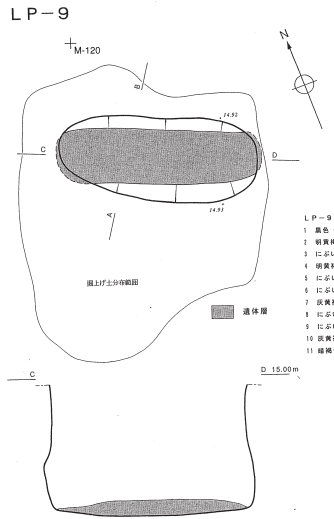 LP-9
M-120
N
B
14.92
C
D
14.95
A
掘上げ土分布範囲
遺体層
LP-9
1 黒色
2 明黄褐
3 にぶい
4 明黄褐
5 にぶい
6 にぶい
7 灰黄褐
8 にぶい
9 にぶい
10 灰黄褐
11 暗褐
C
D 15.00m